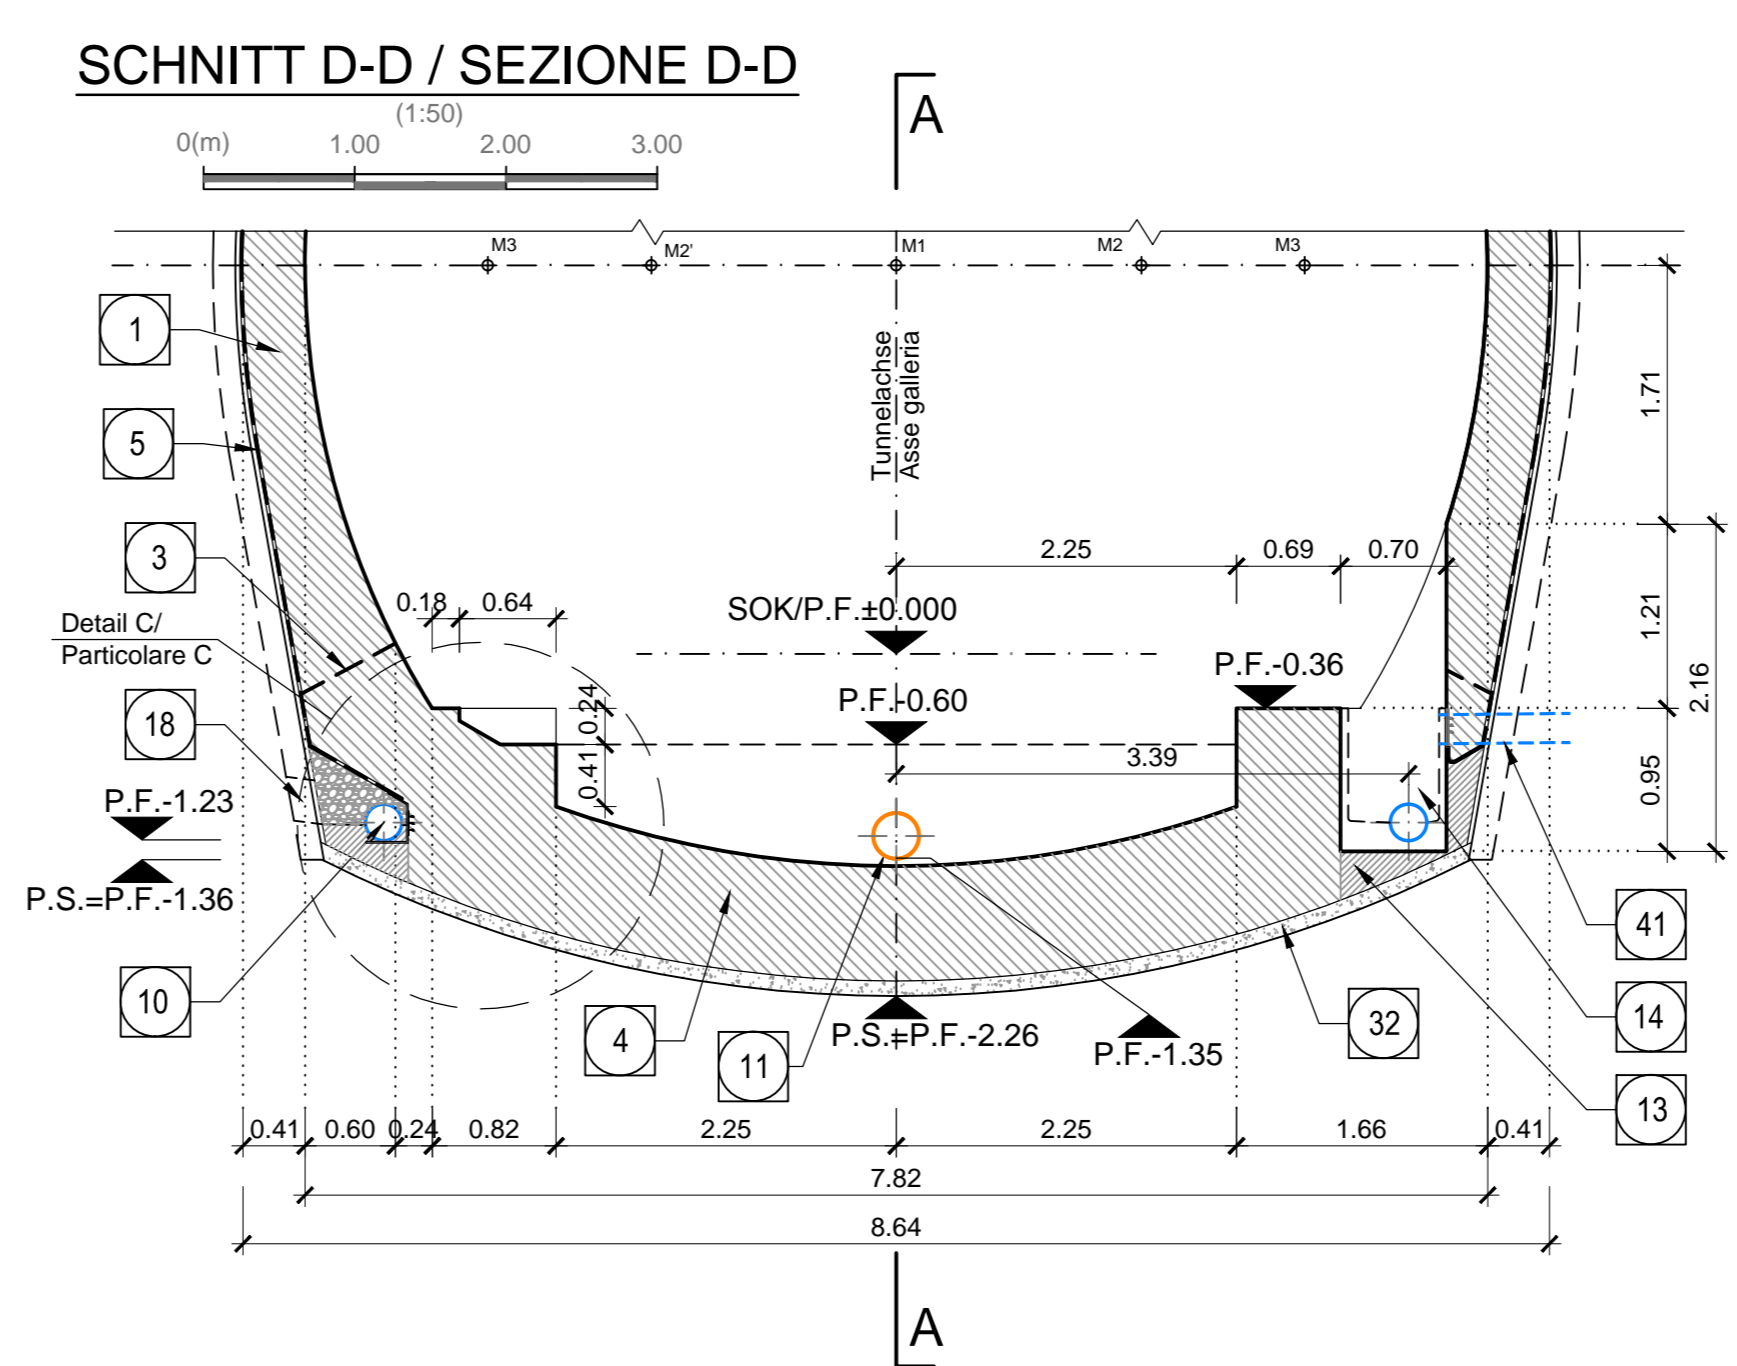 SCHNITT D-D / SEZIONE D-D
(1:50)
0(m) 1.00 2.00 3.00
A
M3 M2' M1 M2 M3
1
5
3
Detail C/
Particolare C
18
P.F.-1.23
P.S.=P.F.-1.36
10
Tunnelachse
Asse galleria
1.71
2.25 0.69 0.70
0.18 0.64
SOK/P.F.±0.000
P.F.-0.36
1.21
2.16
0.24
P.F.-0.60
3.39
0.41
0.95
41
14
13
32
4
11
P.S.=P.F.-2.26
P.F.-1.35
0.41 0.60 0.24 0.82 2.25 2.25 1.66 0.41
7.82
8.64
A